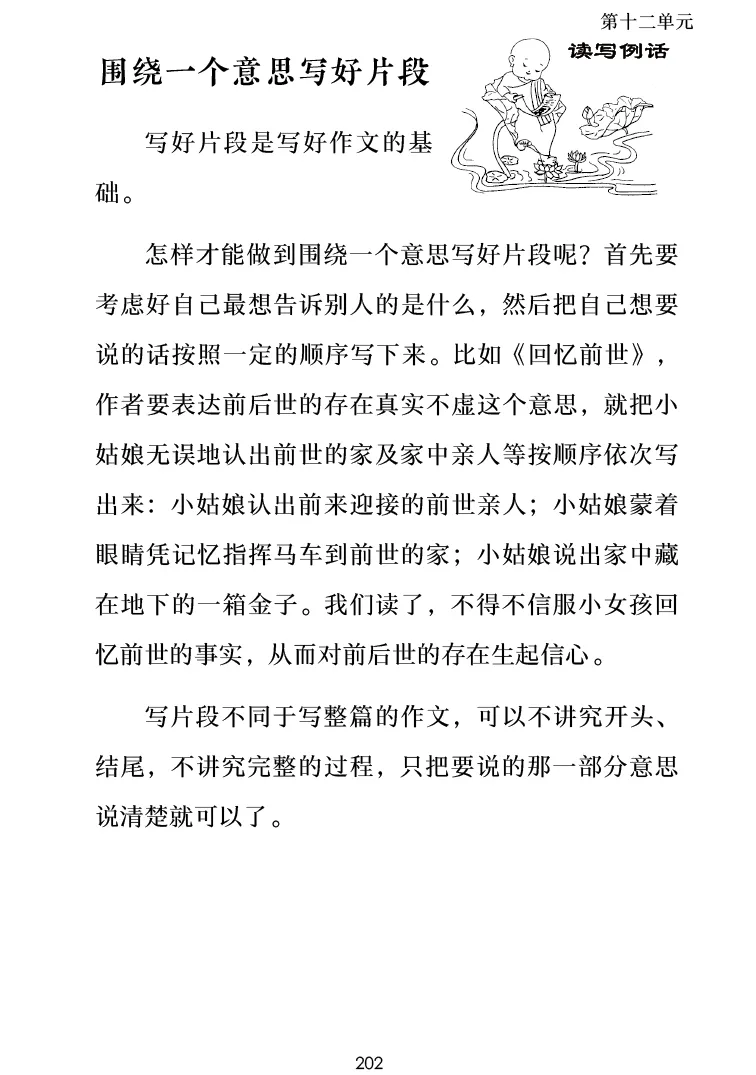 第十二单元
读写例话
围绕一个意思写好片段
写好片段是写好作文的基
础。
怎样才能做到围绕一个意思写好片段呢？首先要
考虑好自己最想告诉别人的是什么，然后把自己想要
说的话按照一定的顺序写下来。比如《回忆前世》，
作者要表达前后世的存在真实不虚这个意思，就把小
姑娘无误地认出前世的家及家中亲人等按顺序依次写
出来：小姑娘认出前来迎接的前世亲人；小姑娘蒙着
眼睛凭记忆指挥马车到前世的家；小姑娘说出家中藏
在地下的一箱金子。我们读了，不得不信服小女孩回
忆前世的事实，从而对前后世的存在生起信心。
写片段不同于写整篇的作文，可以不讲究开头、
结尾，不讲究完整的过程，只把要说的那一部分意思
说清楚就可以了。
202